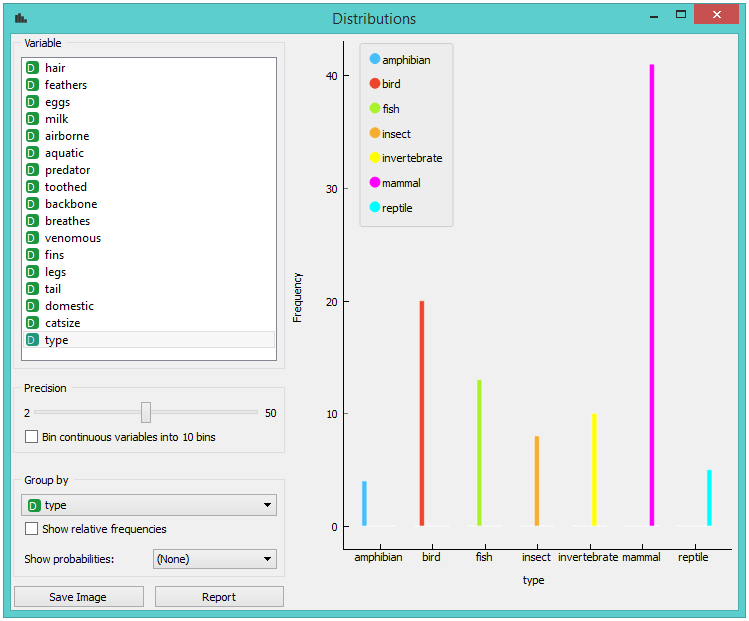 Distributions
Variable
D hair
D feathers
D eggs
D milk
D airborne
D aquatic
D predator
D toothed
D backbone
D breathes
D venomous
D fins
D legs
D tail
D domestic
D catsize
D type
Precision
2 50
Bin continuous variables into 10 bins
Group by
D type
Show relative frequencies
Show probabilities: (None)
Save Image Report
amphibian
bird
fish
insect
invertebrate
mammal
reptile
Frequency
40
30
20
10
0
amphibian bird fish insect invertebrate mammal reptile
type